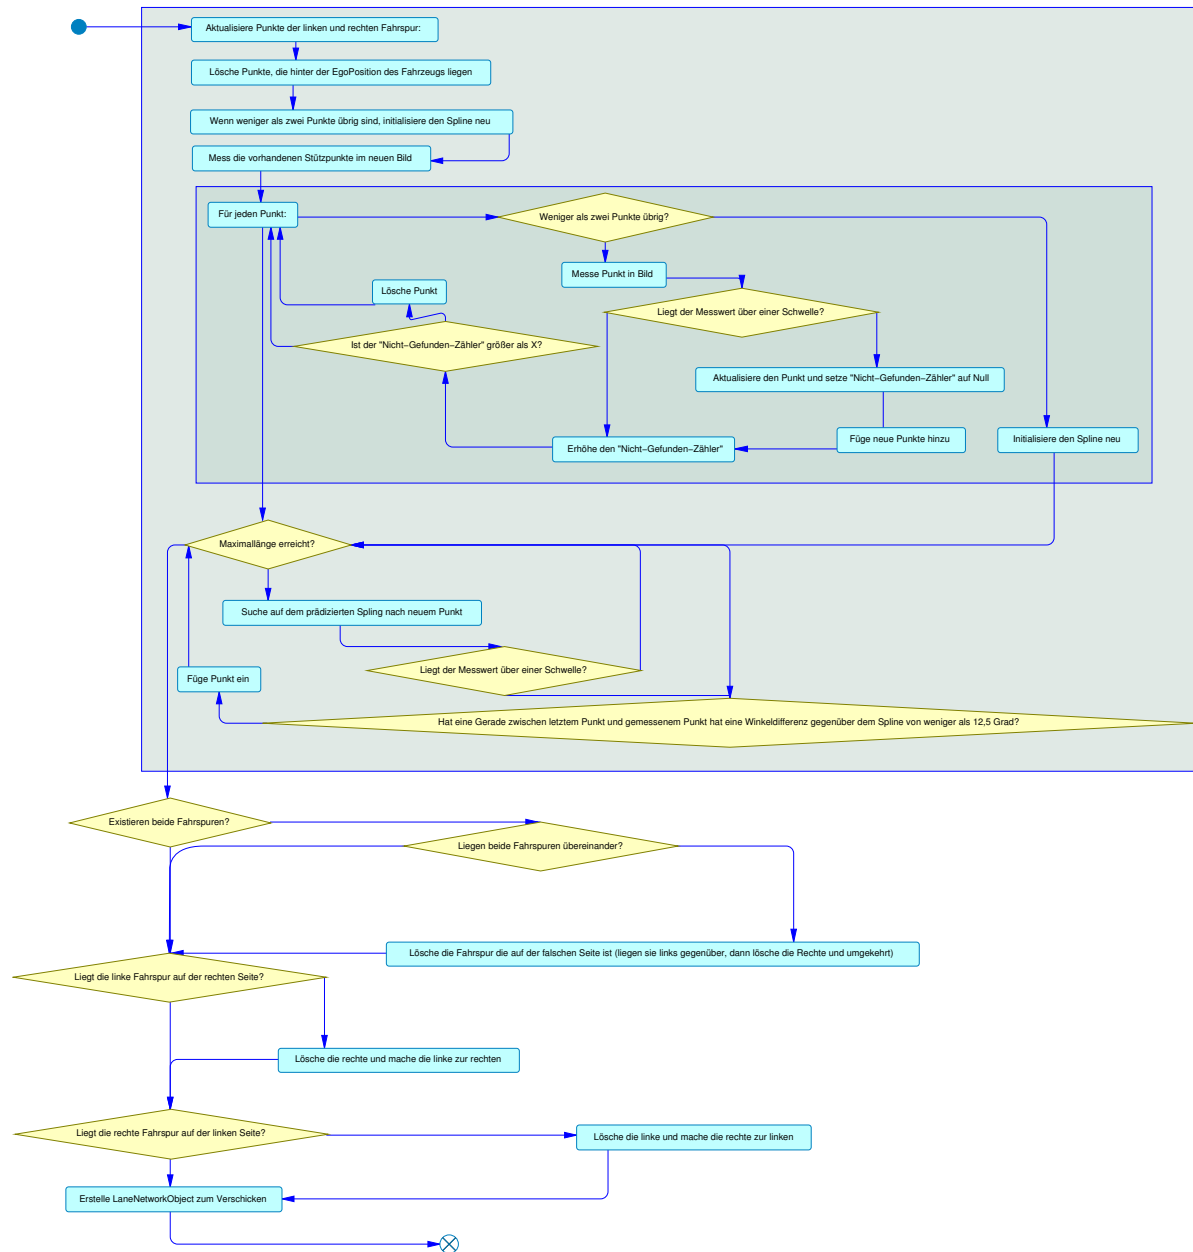 Aktualisiere Punkte der linken und rechten Fahrspur:
Lösche Punkte, die hinter der EgoPosition des Fahrzeugs liegen
Wenn weniger als zwei Punkte übrig sind, initialisiere den Spline neu
Mess die vorhandenen Stützpunkte im neuen Bild
Für jeden Punkt:
Weniger als zwei Punkte übrig?
Messe Punkt in Bild
Lösche Punkt
Liegt der Messwert über einer Schwelle?
Ist der "Nicht−Gefunden−Zähler" größer als X?
Aktualisiere den Punkt und setze "Nicht−Gefunden−Zähler" auf Null
Erhöhe den "Nicht−Gefunden−Zähler"
Füge neue Punkte hinzu
Initialisiere den Spline neu
Maximallänge erreicht?
Suche auf dem prädizierten Spling nach neuem Punkt
Liegt der Messwert über einer Schwelle?
Füge Punkt ein
Hat eine Gerade zwischen letztem Punkt und gemessenem Punkt hat eine Winkeldifferenz gegenüber dem Spline von weniger als 12,5 Grad?
Existieren beide Fahrspuren?
Liegen beide Fahrspuren übereinander?
Lösche die Fahrspur die auf der falschen Seite ist (liegen sie links gegenüber, dann lösche die Rechte und umgekehrt)
Liegt die linke Fahrspur auf der rechten Seite?
Lösche die rechte und mache die linke zur rechten
Liegt die rechte Fahrspur auf der linken Seite?
Lösche die linke und mache die rechte zur linken
Erstelle LaneNetworkObject zum Verschicken